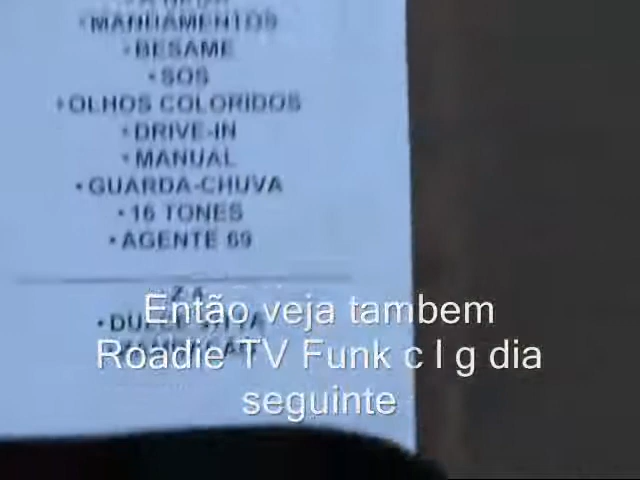 •MANDAMENTOS
•BESAME
•SOS
•OLHOS COLORIDOS
•DRIVE-IN
•MANUAL
•GUARDA-CHUVA
•16 TONES
•AGENTE 69
Então veja tambem
Roadie TV Funk c l g dia
seguinte